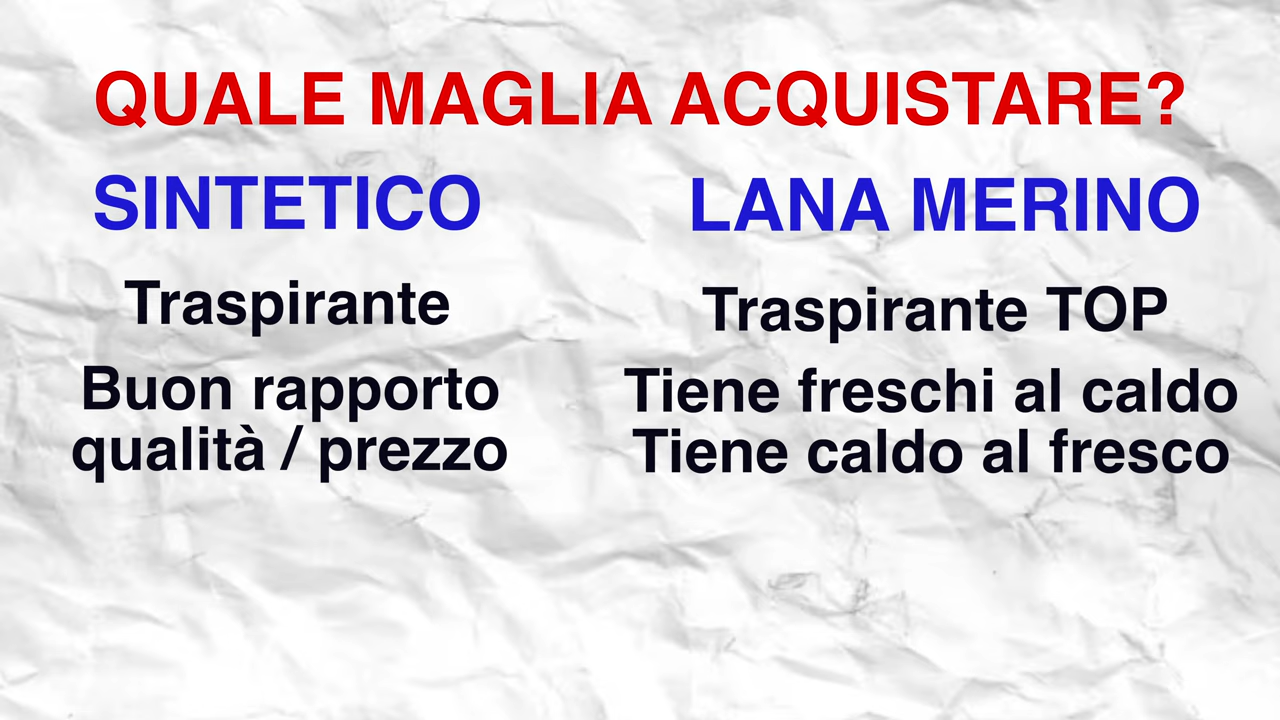 QUALE MAGLIA ACQUISTARE?
SINTETICO
Traspirante
Buon rapporto
qualità / prezzo
LANA MERINO
Traspirante TOP
Tiene freschi al caldo
Tiene caldo al fresco